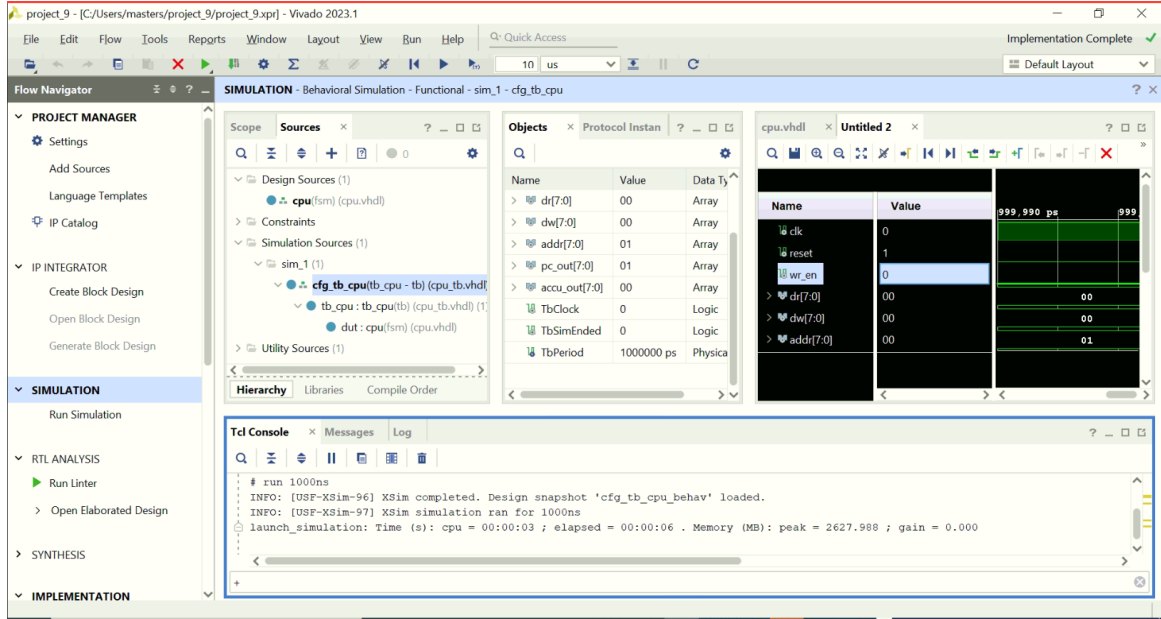 project_9 - [C:/Users/masters/project_9/project_9.xpr] - Vivado 2023.1
File Edit Flow Tools Reports Window Layout View Run Help Quick Access
Implementation Complete
10 us
Default Layout
Flow Navigator
PROJECT MANAGER
Settings
Add Sources
Language Templates
IP Catalog
IP INTEGRATOR
Create Block Design
Open Block Design
Generate Block Design
SIMULATION
Run Simulation
RTL ANALYSIS
Run Linter
Open Elaborated Design
SYNTHESIS
IMPLEMENTATION
SIMULATION - Behavioral Simulation - Functional - sim_1 - cfg_tb_cpu
Scope Sources
0
Design Sources (1)
cpu(fsm) (cpu.vhdl)
Constraints
Simulation Sources (1)
sim_1 (1)
cfg_tb_cpu(tb_cpu - tb) (cpu_tb.vhdl)
tb_cpu : tb_cpu(tb) (cpu_tb.vhdl) (1)
dut : cpu(fsm) (cpu.vhdl)
Utility Sources (1)
Hierarchy Libraries Compile Order
Objects Protocol Instan
Name Value Data Ty
dr[7:0] 00 Array
dw[7:0] 00 Array
addr[7:0] 01 Array
pc_out[7:0] 01 Array
accu_out[7:0] 00 Array
TbClock 0 Logic
TbSimEnded 0 Logic
TbPeriod 1000000 ps Physica
cpu.vhdl Untitled 2
Name Value
999,990 ps 999
clk 0
reset 1
wr_en 0
dr[7:0] 00 00
dw[7:0] 00 00
addr[7:0] 00 01
Tcl Console Messages Log
# run 1000ns
INFO: [USF-XSim-96] XSim completed. Design snapshot 'cfg_tb_cpu_behav' loaded.
INFO: [USF-XSim-97] XSim simulation ran for 1000ns
launch_simulation: Time (s): cpu = 00:00:03 ; elapsed = 00:00:06 . Memory (MB): peak = 2627.988 ; gain = 0.000